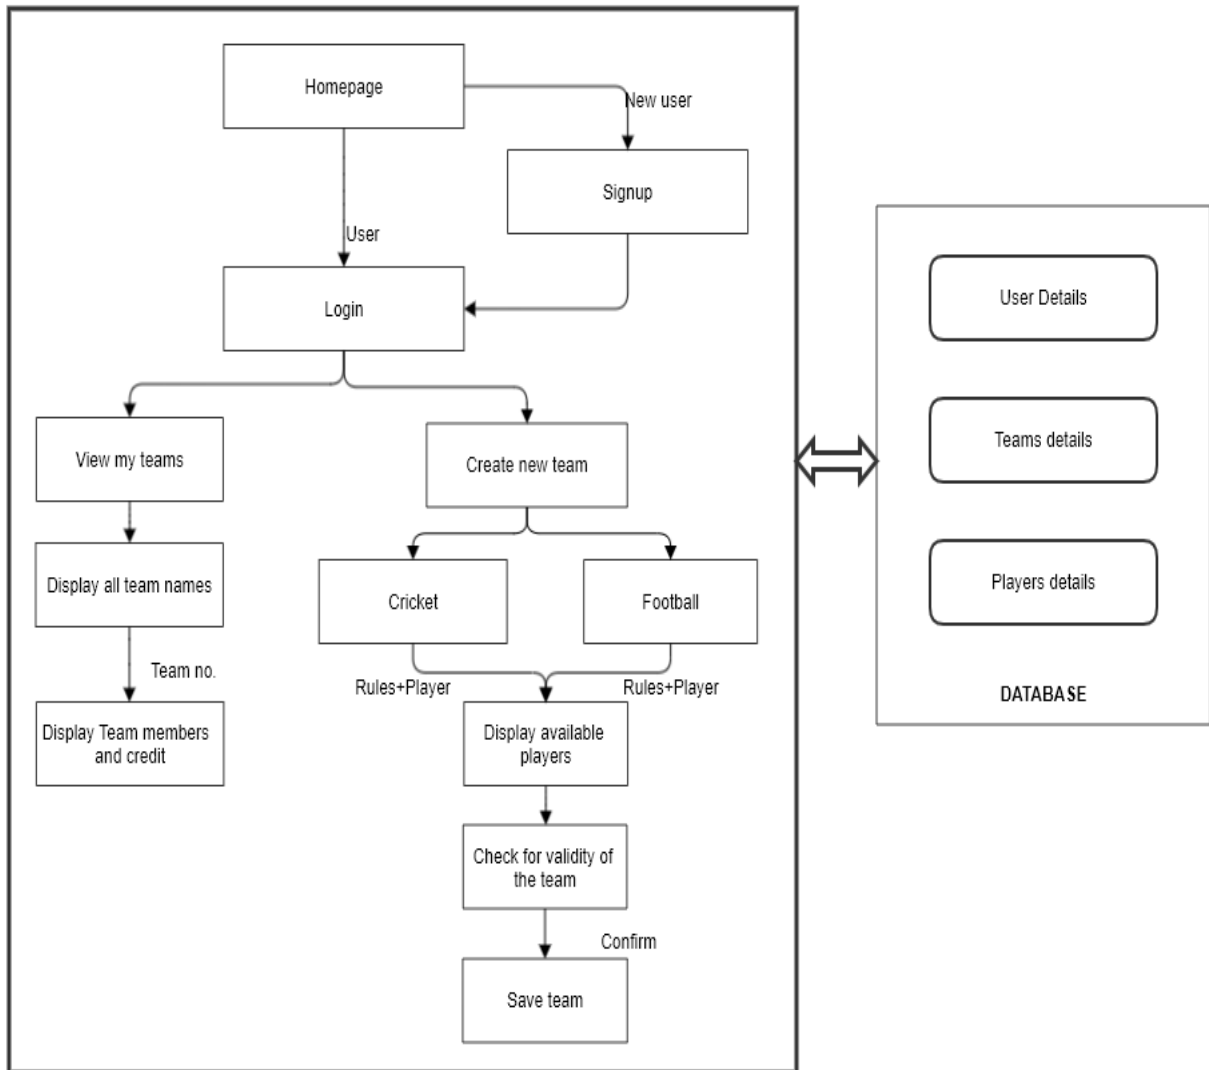 Homepage
New user
Signup
User
Login
View my teams
Create new team
Display all team names
Cricket
Football
Team no.
Rules+Player
Rules+Player
Display Team members
and credit
Display available
players
Check for validity of
the team
Confirm
Save team
User Details
Teams details
Players details
DATABASE